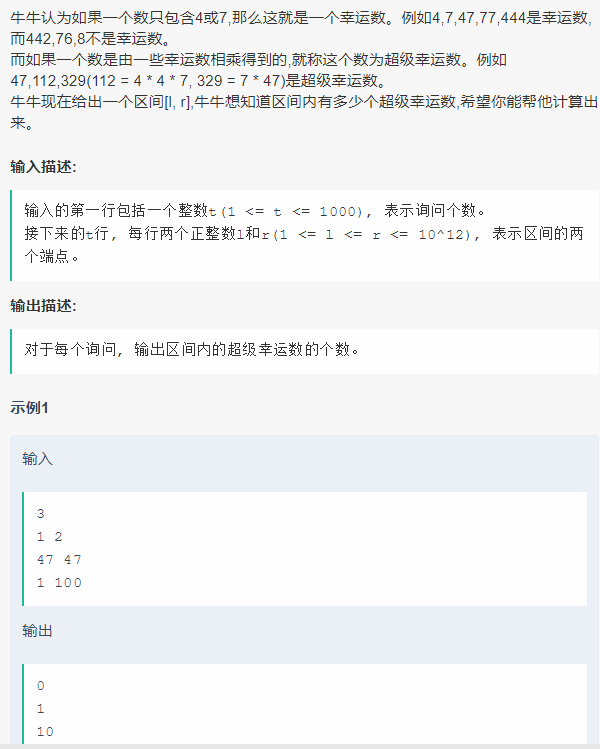 牛牛认为如果一个数只包含4或7,那么这就是一个幸运数。例如4,7,47,77,444是幸运数,
而442,76,8不是幸运数。
而如果一个数是由一些幸运数相乘得到的,就称这个数为超级幸运数。例如
47,112,329(112 = 4 * 4 * 7, 329 = 7 * 47)是超级幸运数。
牛牛现在给出一个区间[l, r],牛牛想知道区间内有多少个超级幸运数,希望你能帮他计算出
来。
输入描述:
输入的第一行包括一个整数t(1 <= t <= 1000), 表示询问个数。
接下来的t行, 每行两个正整数l和r(1 <= l <= r <= 10^12), 表示区间的两
个端点。
输出描述:
对于每个询问, 输出区间内的超级幸运数的个数。
示例1
输入
3
1 2
47 47
1 100
输出
0
1
10